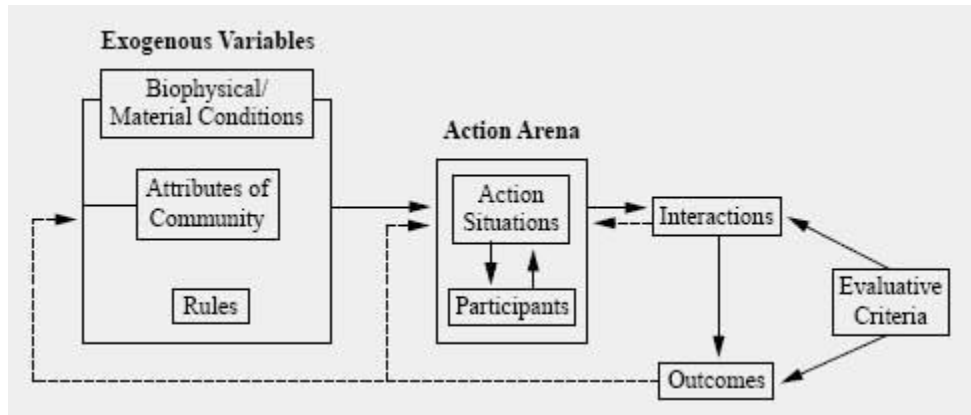 Exogenous Variables
Biophysical/
Material Conditions
Attributes of
Community
Rules
Action Arena
Action
Situations
Participants
Interactions
Evaluative
Criteria
Outcomes